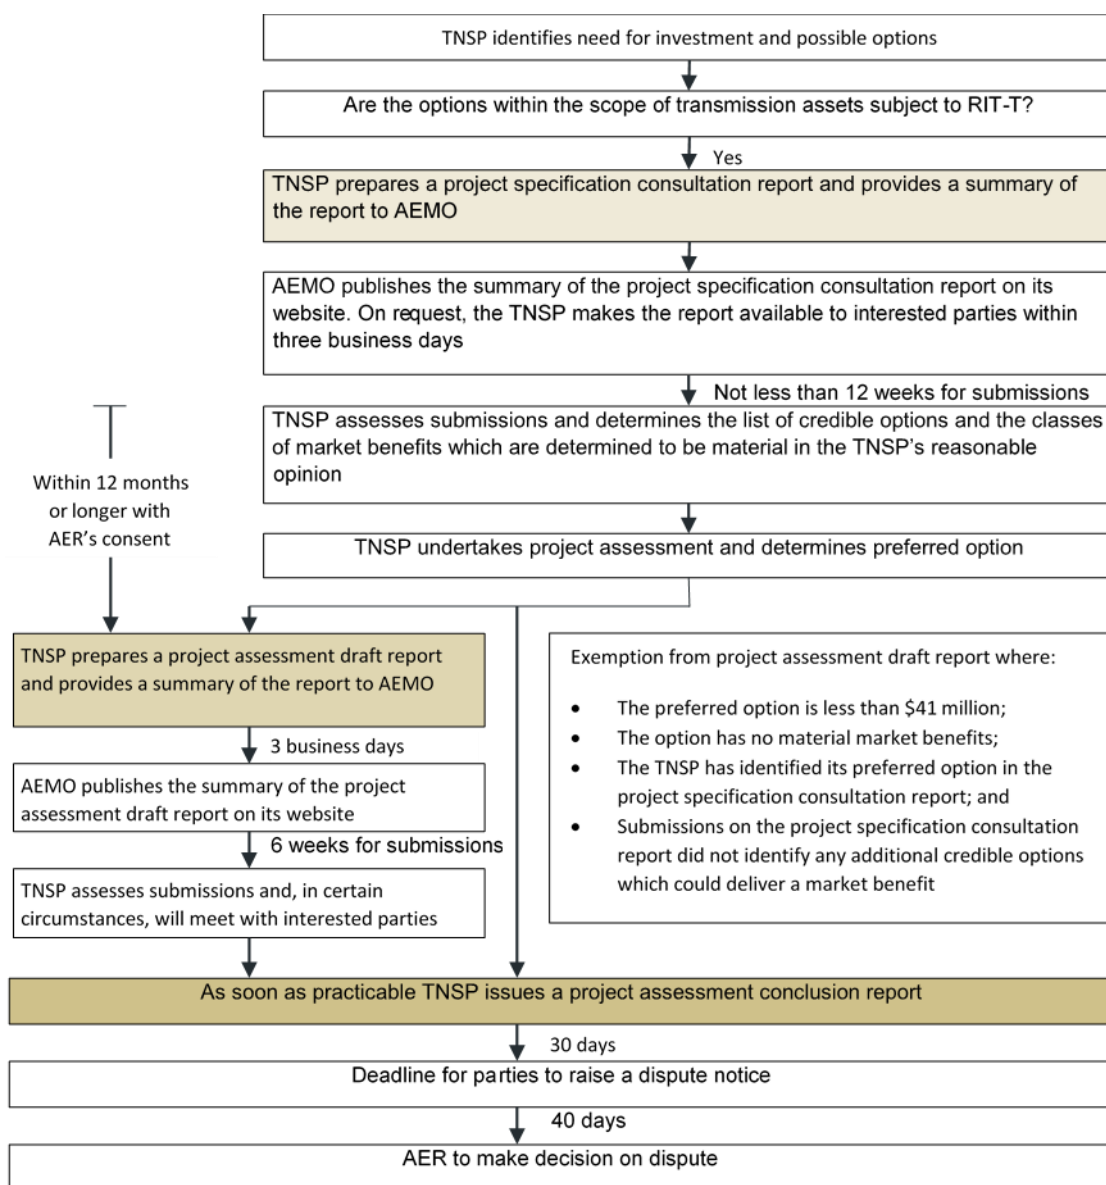 TNSP identifies need for investment and possible options
Are the options within the scope of transmission assets subject to RIT-T?
Yes
TNSP prepares a project specification consultation report and provides a summary of
the report to AEMO
AEMO publishes the summary of the project specification consultation report on its
website. On request, the TNSP makes the report available to interested parties within
three business days
Not less than 12 weeks for submissions
TNSP assesses submissions and determines the list of credible options and the classes
of market benefits which are determined to be material in the TNSP's reasonable
opinion
Within 12 months
or longer with
AER's consent
TNSP undertakes project assessment and determines preferred option
TNSP prepares a project assessment draft report
and provides a summary of the report to AEMO
3 business days
AEMO publishes the summary of the project
assessment draft report on its website
6 weeks for submissions
TNSP assesses submissions and, in certain
circumstances, will meet with interested parties
Exemption from project assessment draft report where:
• The preferred option is less than $41 million;
• The option has no material market benefits;
• The TNSP has identified its preferred option in the
project specification consultation report; and
• Submissions on the project specification consultation
report did not identify any additional credible options
which could deliver a market benefit
As soon as practicable TNSP issues a project assessment conclusion report
30 days
Deadline for parties to raise a dispute notice
40 days
AER to make decision on dispute